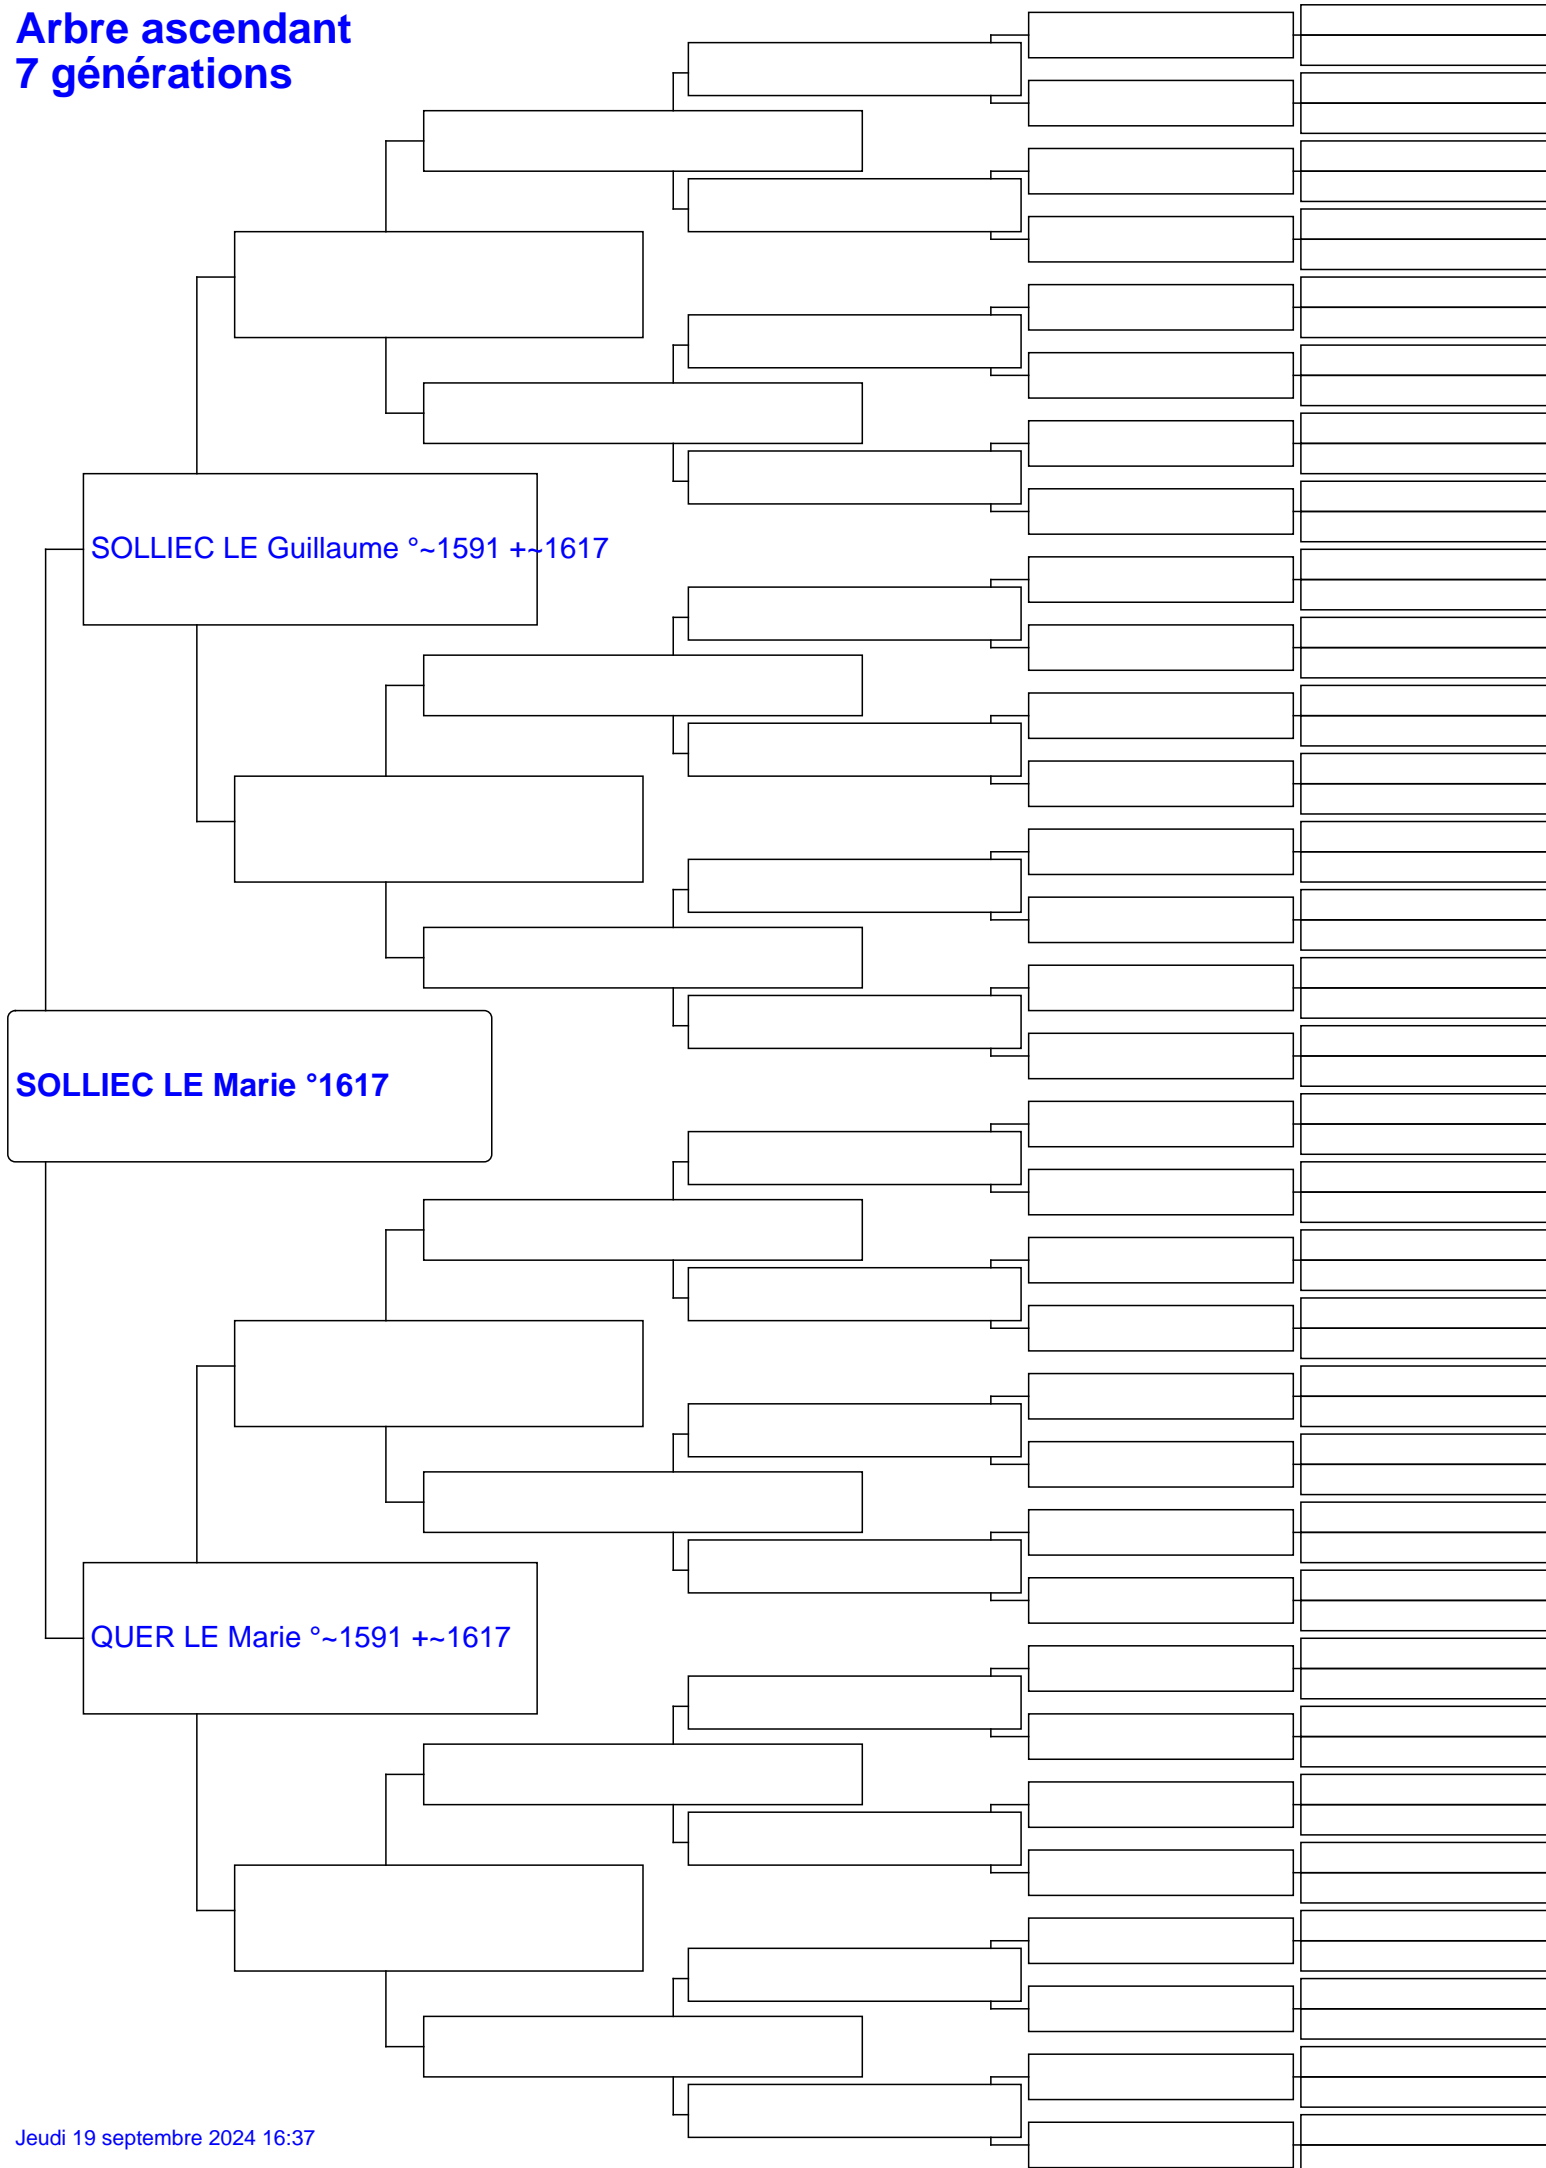 Arbre ascendant
7 générations
SOLLIEC LE Guillaume °~1591 +~1617
SOLLIEC LE Marie °1617
QUER LE Marie °~1591 +~1617
Jeudi 19 septembre 2024 16:37